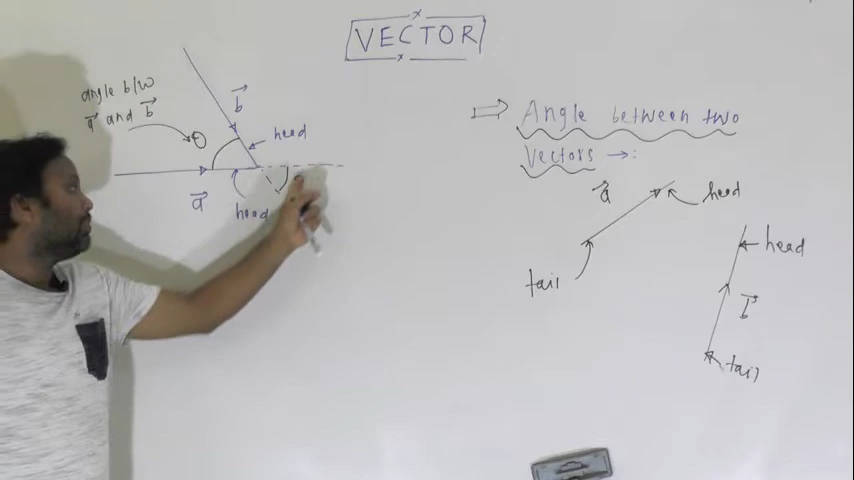 VECTOR
angle b/w
a⃗ and b⃗
θ
b⃗
head
a⃗
head
⇒ Angle between two
Vectors →:
a⃗
head
tail
head
b⃗
tail